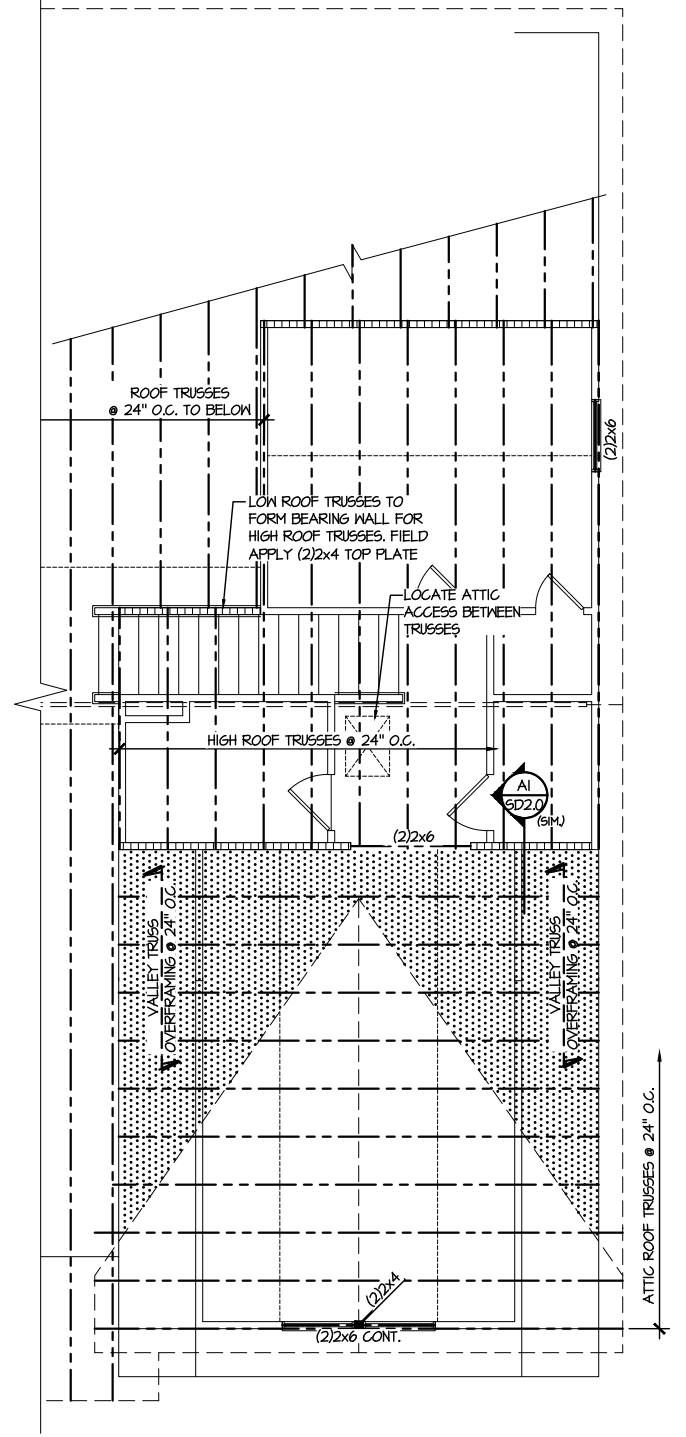 ROOF TRUSSES
@ 24" O.C. TO BELOW
(2)2x6
LOW ROOF TRUSSES TO
FORM BEARING WALL FOR
HIGH ROOF TRUSSES. FIELD
APPLY (2)2x4 TOP PLATE
LOCATE ATTIC
ACCESS BETWEEN
TRUSSES
HIGH ROOF TRUSSES @ 24" O.C.
A1
SD2.0
(SIM.)
(2)2x6
VALLEY TRUSS
OVERFRAMING @ 24" O.C.
VALLEY TRUSS
OVERFRAMING @ 24" O.C.
ATTIC ROOF TRUSSES @ 24" O.C.
(2)2x4
(2)2x6 CONT.